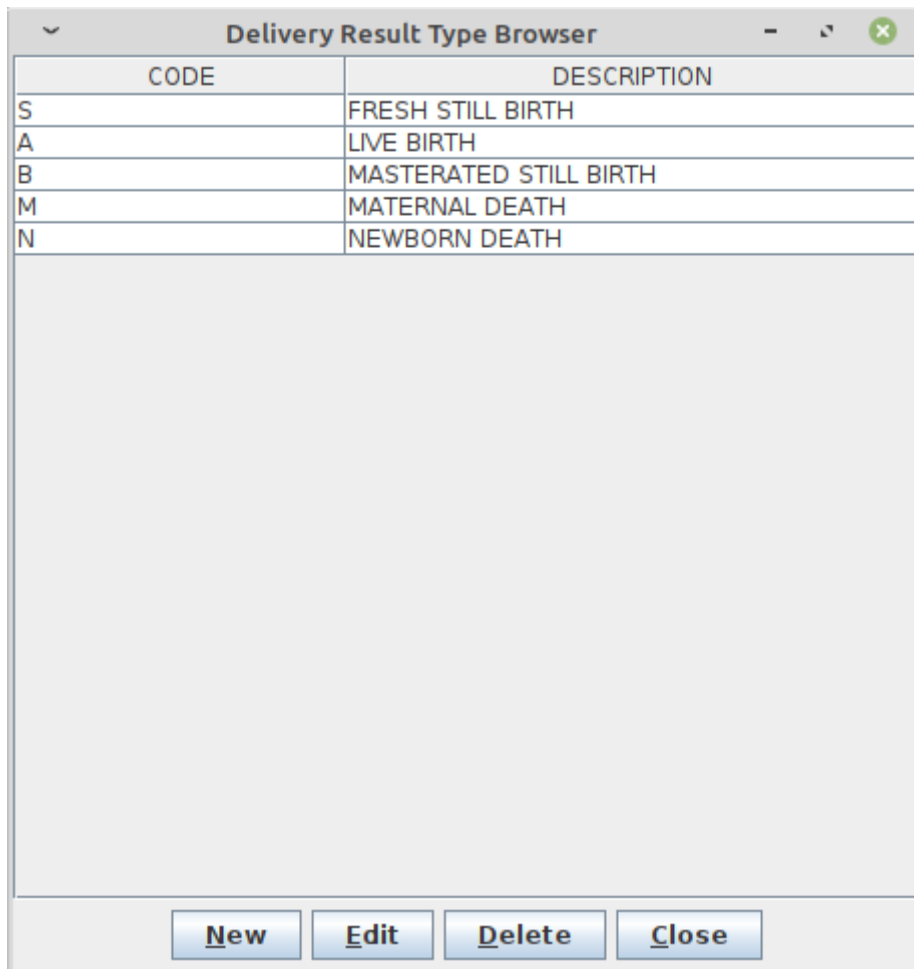 Delivery Result Type Browser
CODE DESCRIPTION
S FRESH STILL BIRTH
A LIVE BIRTH
B MASTERATED STILL BIRTH
M MATERNAL DEATH
N NEWBORN DEATH
New Edit Delete Close